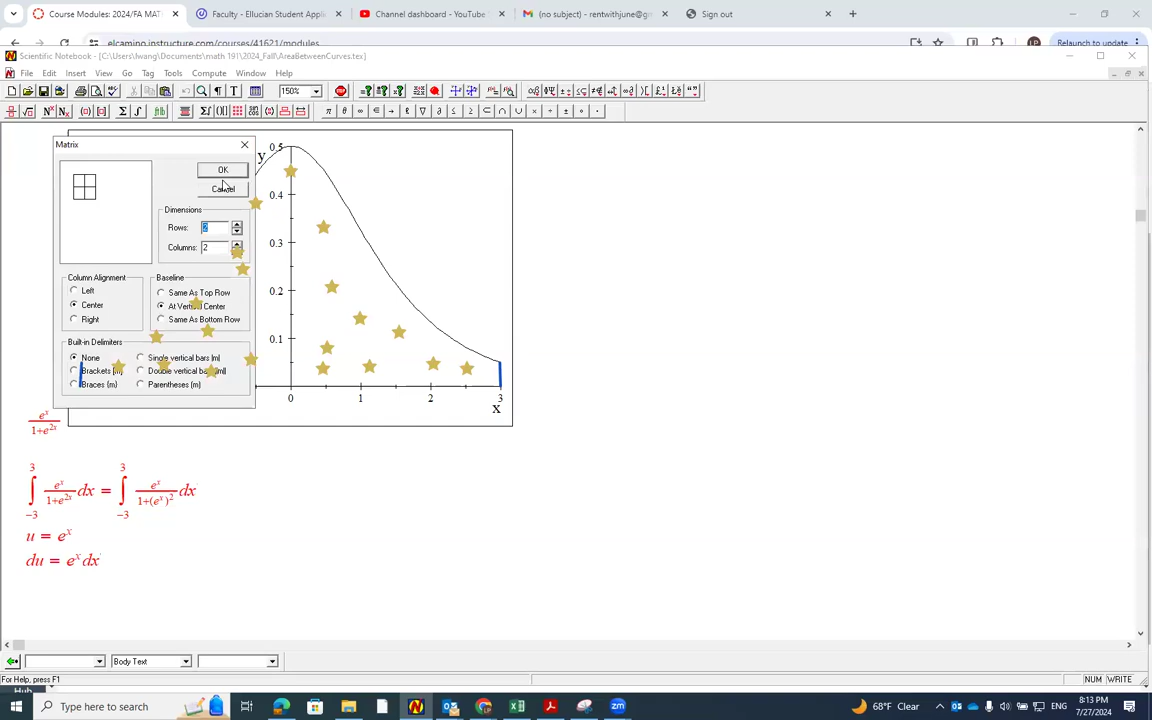 Course Modules: 2024/FA MAT
Faculty - Ellucian Student Appli
Channel dashboard - YouTube
(no subject) - rentwithjune@gm
Sign out
elcamino.instructure.com/courses/41621/modules
Relaunch to update
Scientific Notebook - [C:\Users\lwang\Documents\math 191\2024_Fall\AreaBetweenCurves.tex]
File Edit Insert View Go Tag Tools Compute Window Help
150%
Matrix
OK
Cancel
Dimensions
Rows: 2
Columns: 2
Column Alignment
Left
Center
Right
Baseline
Same As Top Row
At Vertical Center
Same As Bottom Row
Built-in Delimiters
None
Brackets [m]
Braces {m}
Single vertical bars |m|
Double vertical bars ||m||
Parentheses (m)
y
0.5
0.4
0.3
0.2
0.1
0 1 2 3
x
e^x / 1+e^{2x}
∫_{-3}^{3} e^x / 1+e^{2x} dx = ∫_{-3}^{3} e^x / 1+(e^x)^2 dx
u = e^x
du = e^x dx
Body Text
For Help, press F1
NUM WRITE
Hub
Type here to search
68°F Clear
ENG
8:13 PM
7/27/2024